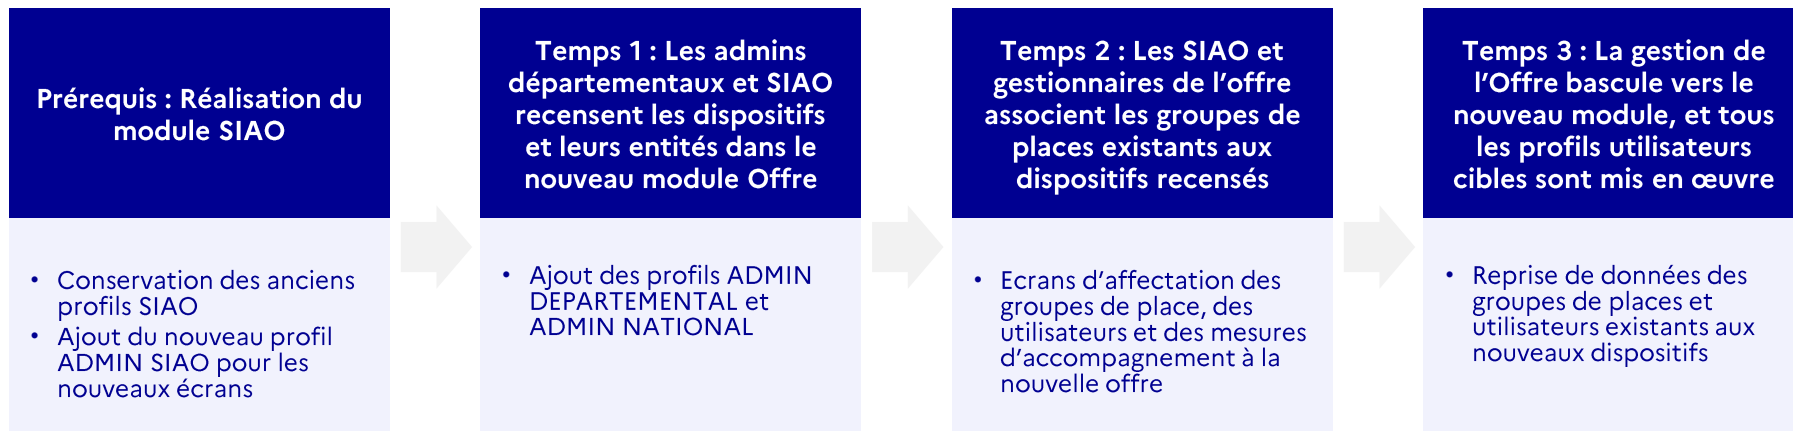 Prérequis : Réalisation du
module SIAO
• Conservation des anciens
profils SIAO
• Ajout du nouveau profil
ADMIN SIAO pour les
nouveaux écrans
Temps 1 : Les admins
départementaux et SIAO
recensent les dispositifs
et leurs entités dans le
nouveau module Offre
• Ajout des profils ADMIN
DEPARTEMENTAL et
ADMIN NATIONAL
Temps 2 : Les SIAO et
gestionnaires de l’offre
associent les groupes de
places existants aux
dispositifs recensés
• Ecrans d’affectation des
groupes de place, des
utilisateurs et des mesures
d’accompagnement à la
nouvelle offre
Temps 3 : La gestion de
l’Offre bascule vers le
nouveau module, et tous
les profils utilisateurs
cibles sont mis en œuvre
• Reprise de données des
groupes de places et
utilisateurs existants aux
nouveaux dispositifs